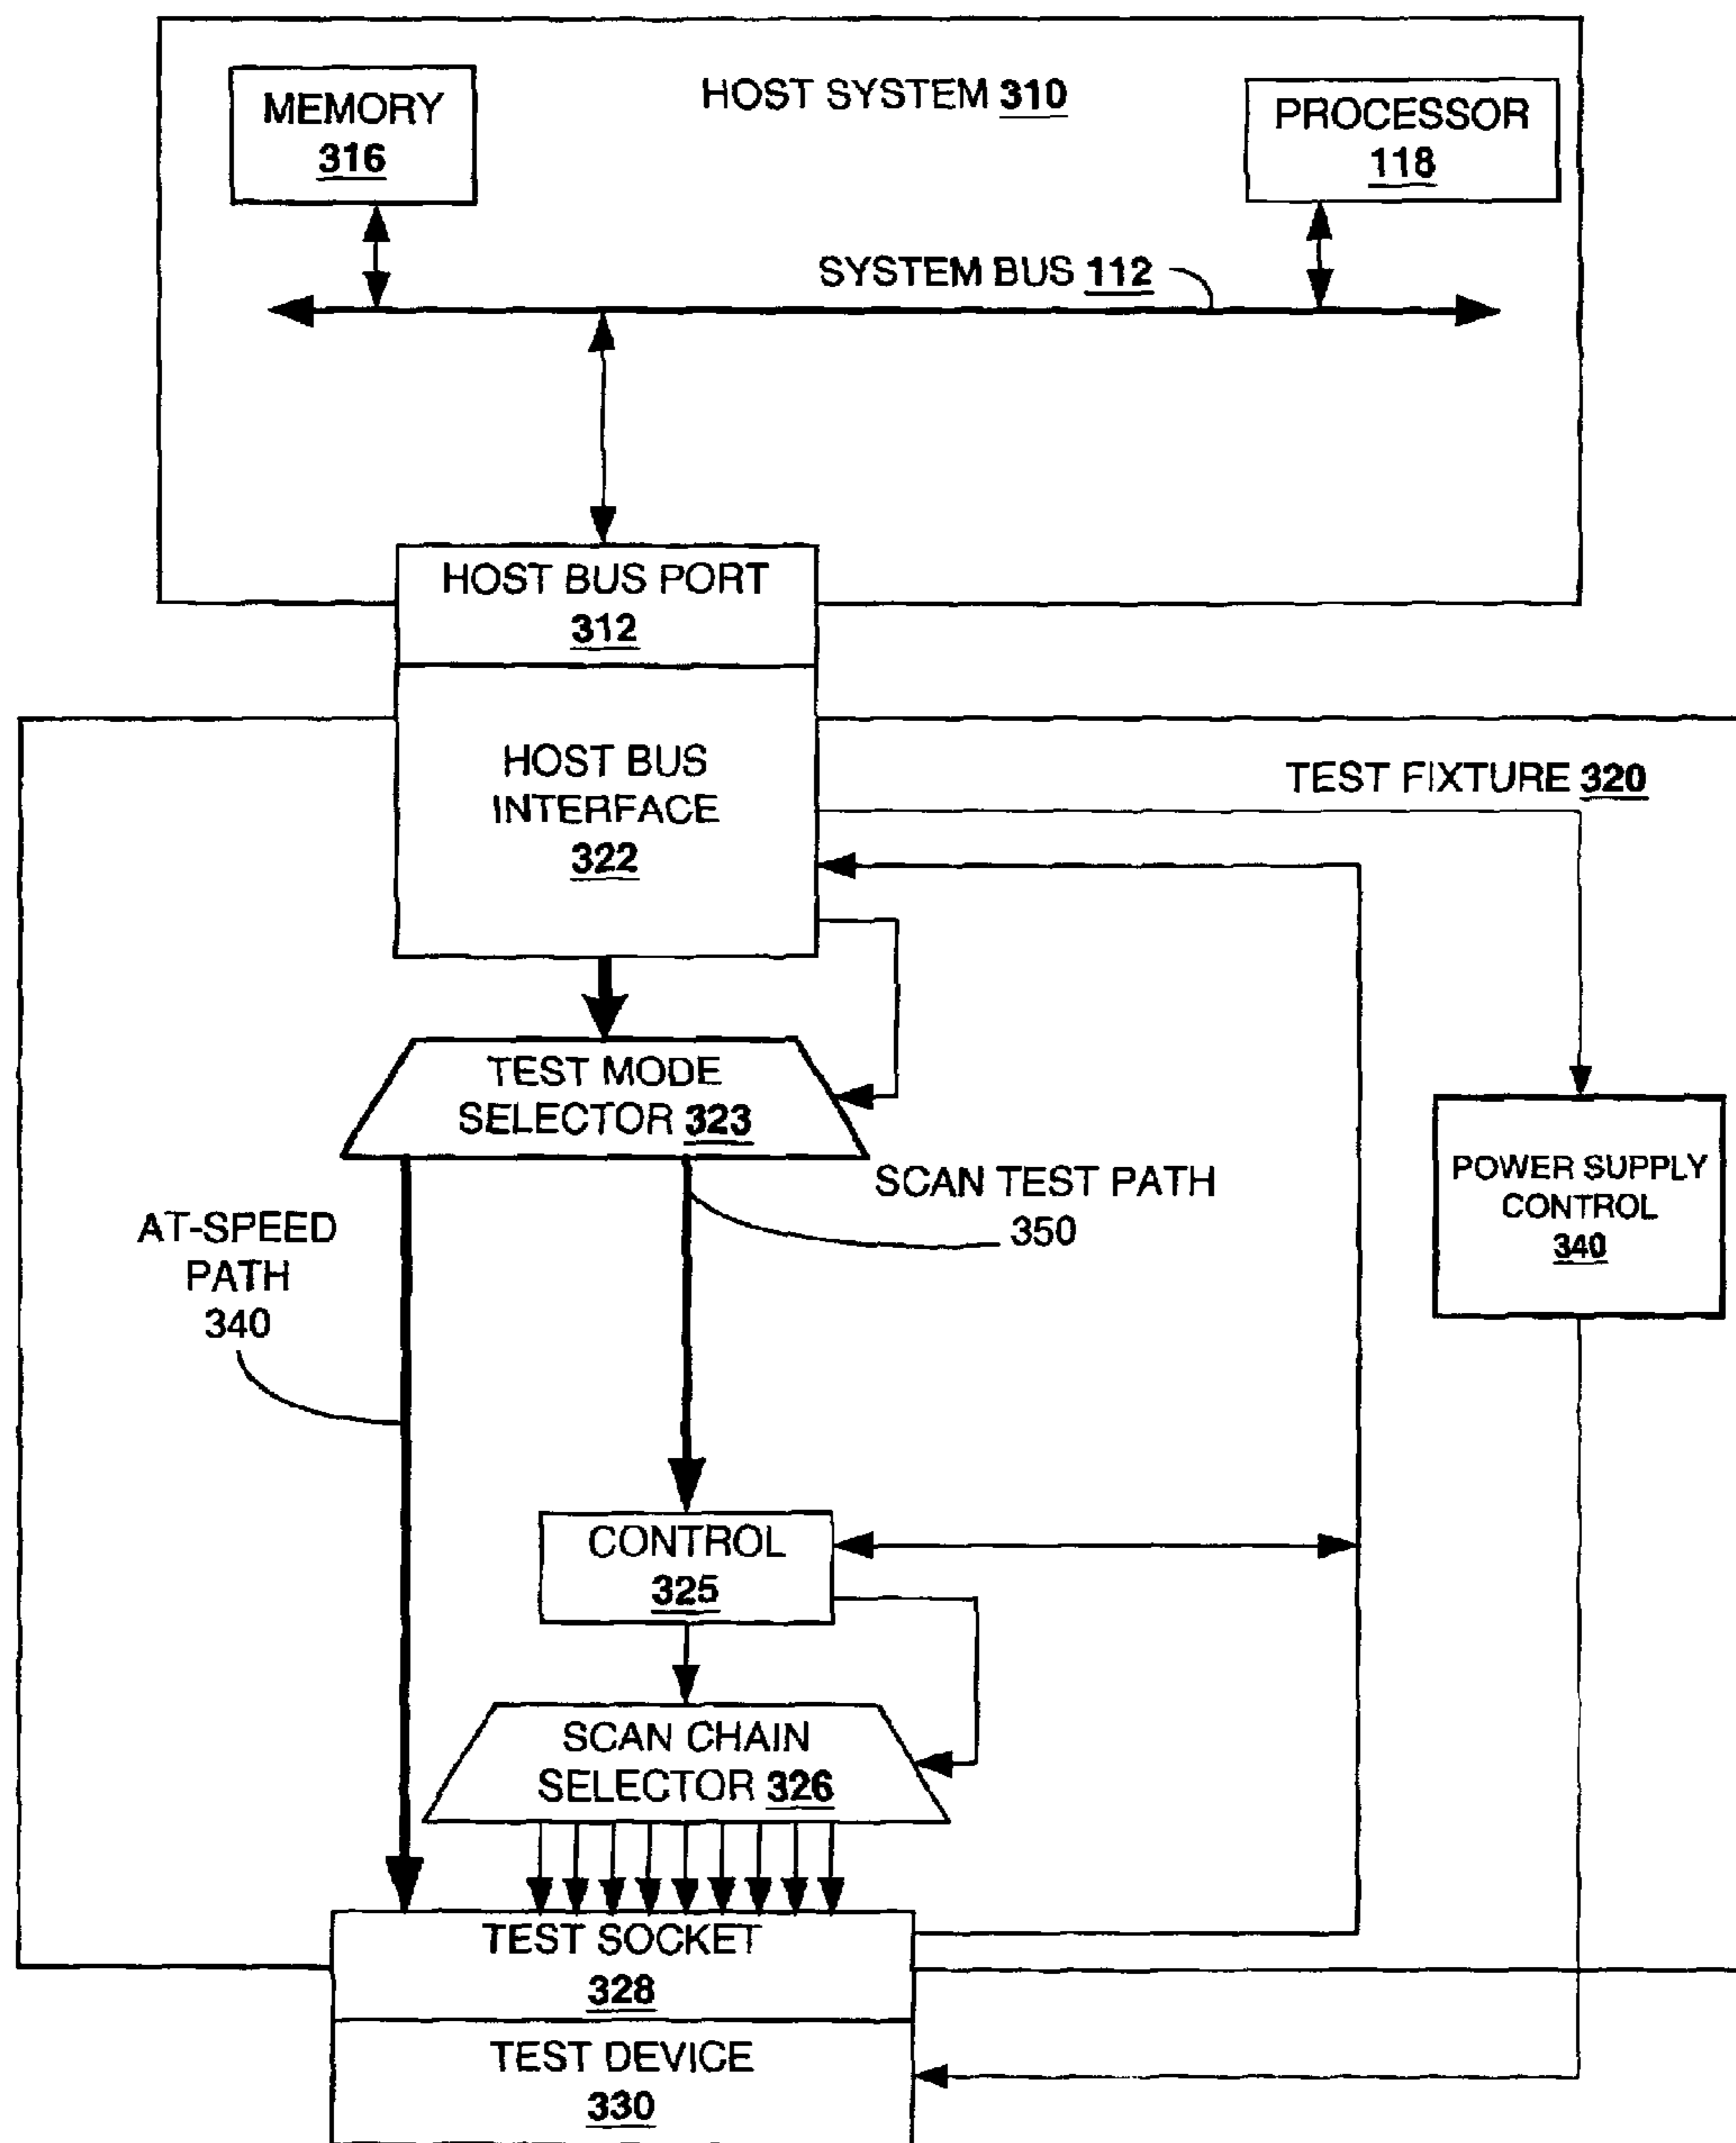 HOST SYSTEM 310
MEMORY
316
PROCESSOR
118
SYSTEM BUS 112
HOST BUS PORT
312
HOST BUS
INTERFACE
322
TEST FIXTURE 320
TEST MODE
SELECTOR 323
SCAN TEST PATH
350
AT-SPEED
PATH
340
POWER SUPPLY
CONTROL
340
CONTROL
325
SCAN CHAIN
SELECTOR 326
TEST SOCKET
328
TEST DEVICE
330